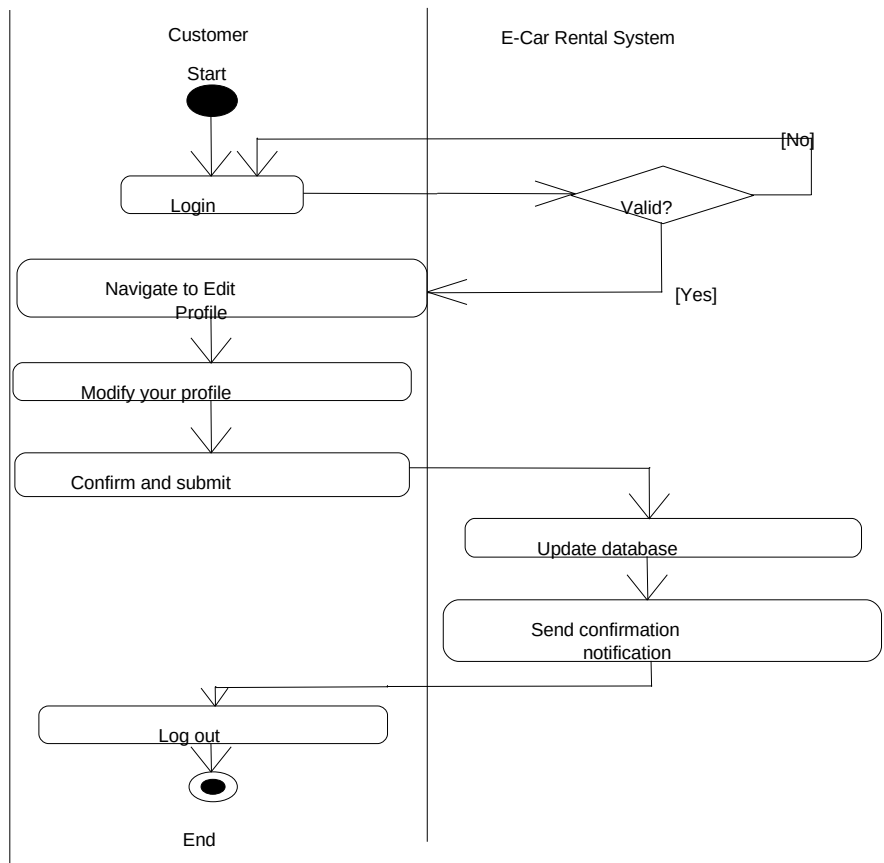 Customer
E-Car Rental System
Start
[No]
Login
Valid?
Navigate to Edit
Profile
[Yes]
Modify your profile
Confirm and submit
Update database
Send confirmation
notification
Log out
End